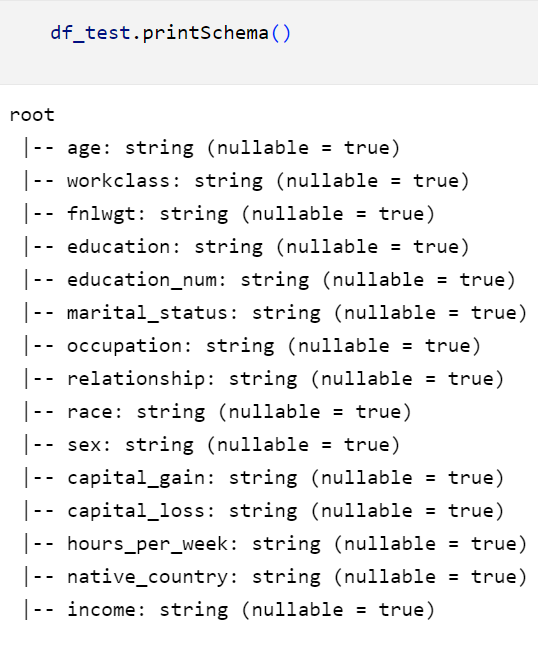 df_test.printSchema()
root
|-- age: string (nullable = true)
|-- workclass: string (nullable = true)
|-- fnlwgt: string (nullable = true)
|-- education: string (nullable = true)
|-- education_num: string (nullable = true)
|-- marital_status: string (nullable = true)
|-- occupation: string (nullable = true)
|-- relationship: string (nullable = true)
|-- race: string (nullable = true)
|-- sex: string (nullable = true)
|-- capital_gain: string (nullable = true)
|-- capital_loss: string (nullable = true)
|-- hours_per_week: string (nullable = true)
|-- native_country: string (nullable = true)
|-- income: string (nullable = true)